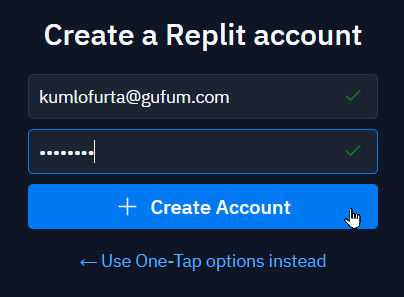 Create a Replit account
kumlofurta@gufum.com
••••••••
+ Create Account
← Use One-Tap options instead